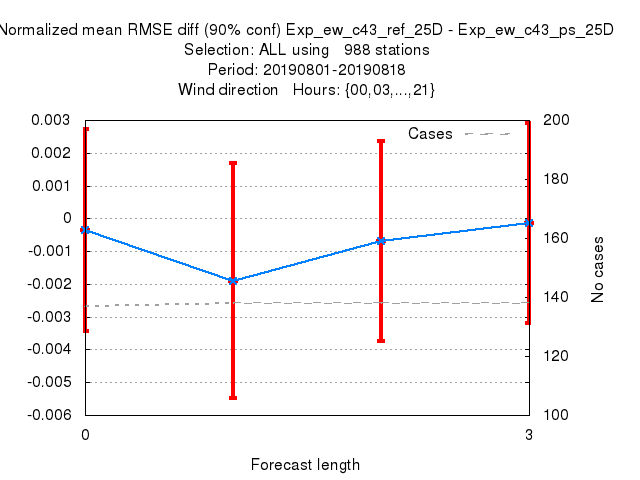 Normalized mean RMSE diff (90% conf) Exp_ew_c43_ref_25D - Exp_ew_c43_ps_25D
Selection: ALL using   988 stations
Period: 20190801-20190818
Wind direction   Hours: {00,03,...,21}
Cases
0.003
0.002
0.001
0
-0.001
-0.002
-0.003
-0.004
-0.005
-0.006
200
180
160
140
120
100
No cases
0
3
Forecast length